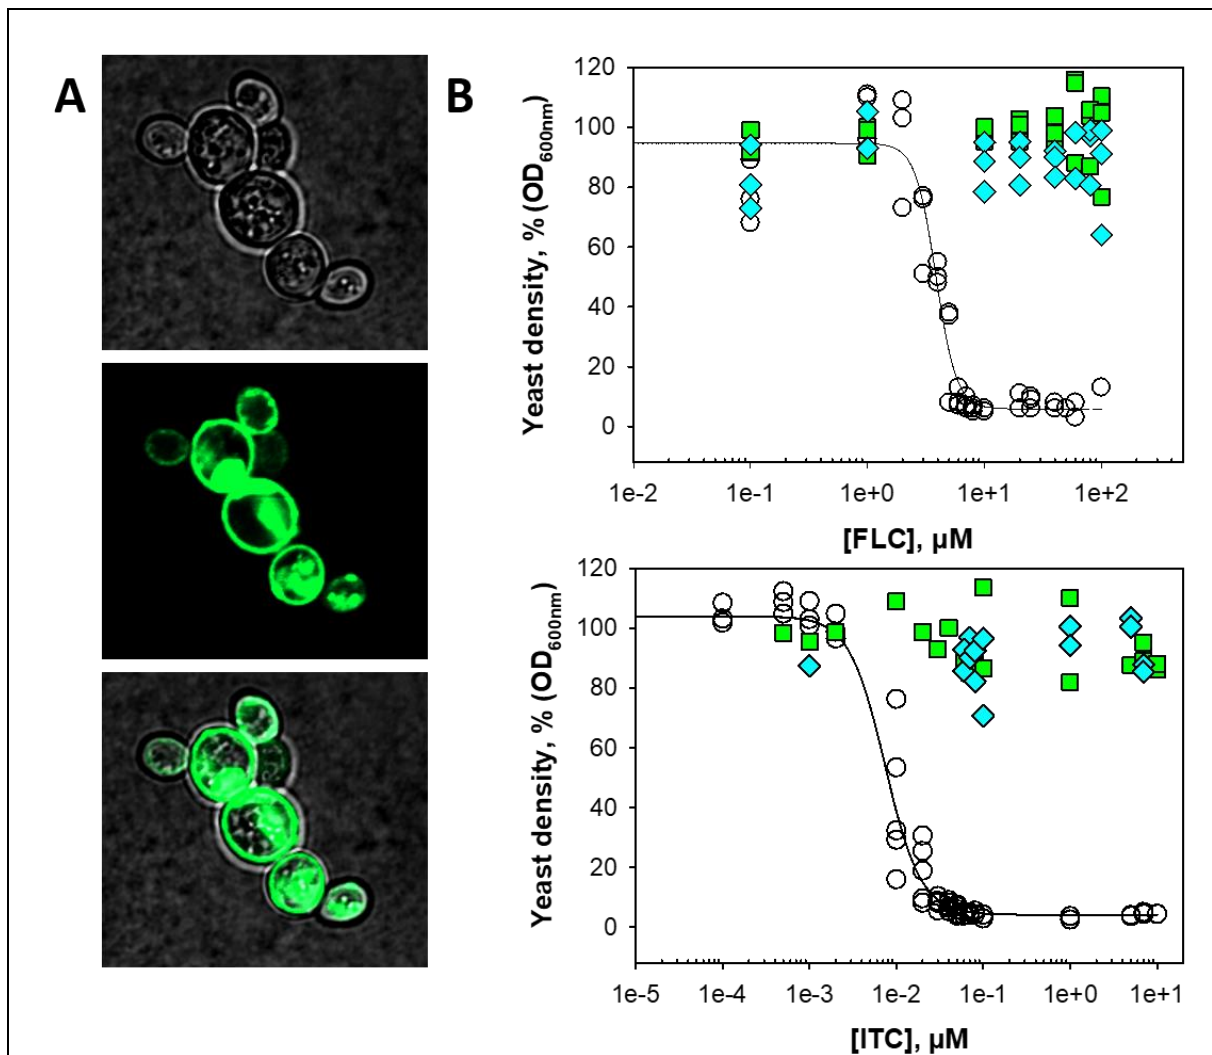 A
B
Yeast density, % (OD600nm)
120
100
80
60
40
20
0
1e-2 1e-1 1e+0 1e+1 1e+2
[FLC], µM
Yeast density, % (OD600nm)
120
100
80
60
40
20
0
1e-5 1e-4 1e-3 1e-2 1e-1 1e+0 1e+1
[ITC], µM